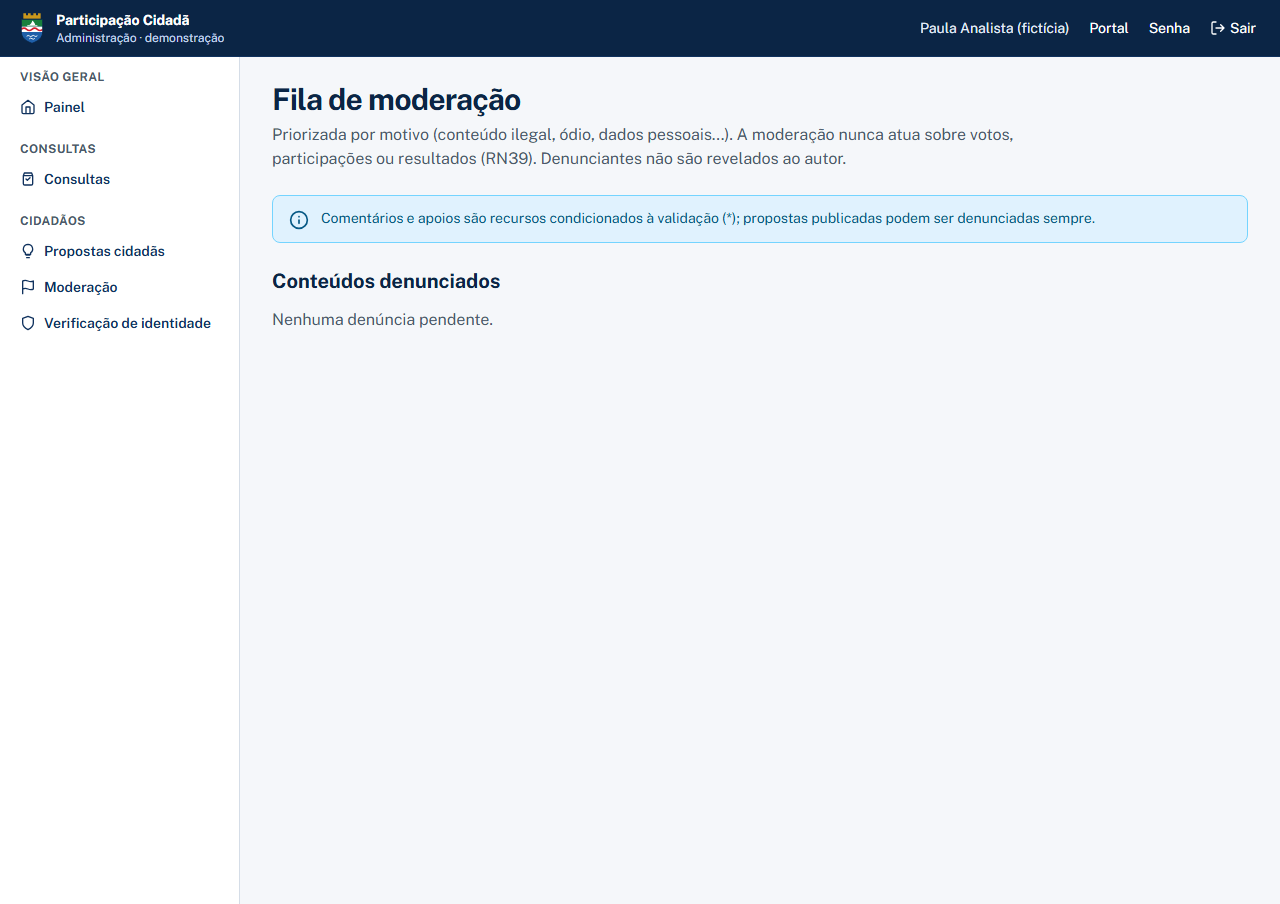 Participação Cidadã
Administração · demonstração
Paula Analista (fictícia)
Portal
Senha
Sair
VISÃO GERAL
Painel
CONSULTAS
Consultas
CIDADÃOS
Propostas cidadãs
Moderação
Verificação de identidade
Fila de moderação
Priorizada por motivo (conteúdo ilegal, ódio, dados pessoais…). A moderação nunca atua sobre votos,
participações ou resultados (RN39). Denunciantes não são revelados ao autor.
Comentários e apoios são recursos condicionados à validação (*); propostas publicadas podem ser denunciadas sempre.
Conteúdos denunciados
Nenhuma denúncia pendente.